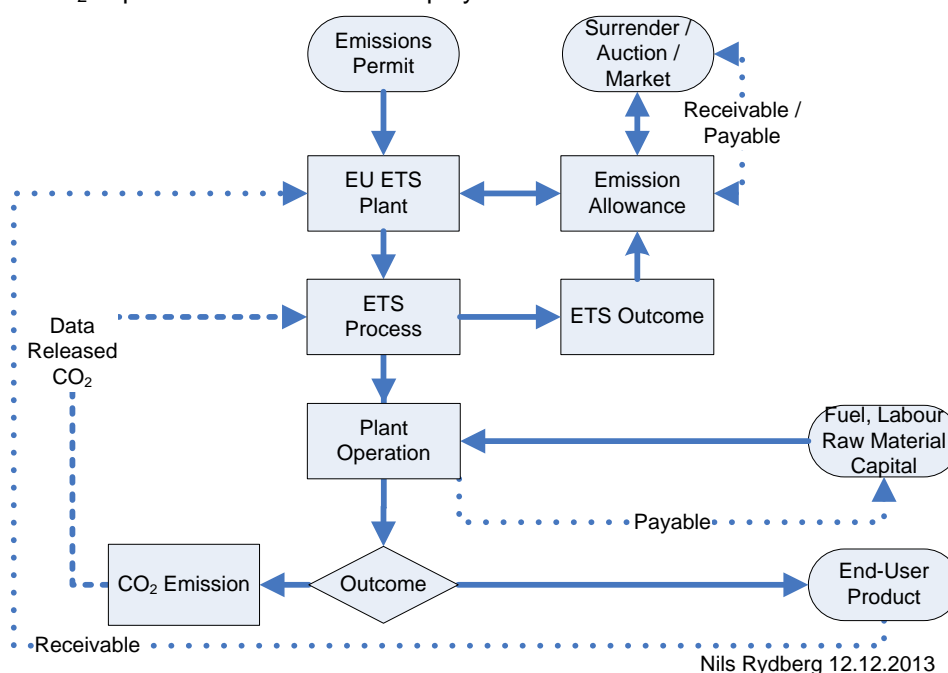 Emissions
Permit
Surrender /
Auction /
Market
Receivable /
Payable
EU ETS
Plant
Emission
Allowance
ETS
Process
ETS Outcome
Data
Released
CO₂
Plant
Operation
Fuel, Labour
Raw Material
Capital
Payable
CO₂ Emission
Outcome
End-User
Product
Receivable
Nils Rydberg 12.12.2013